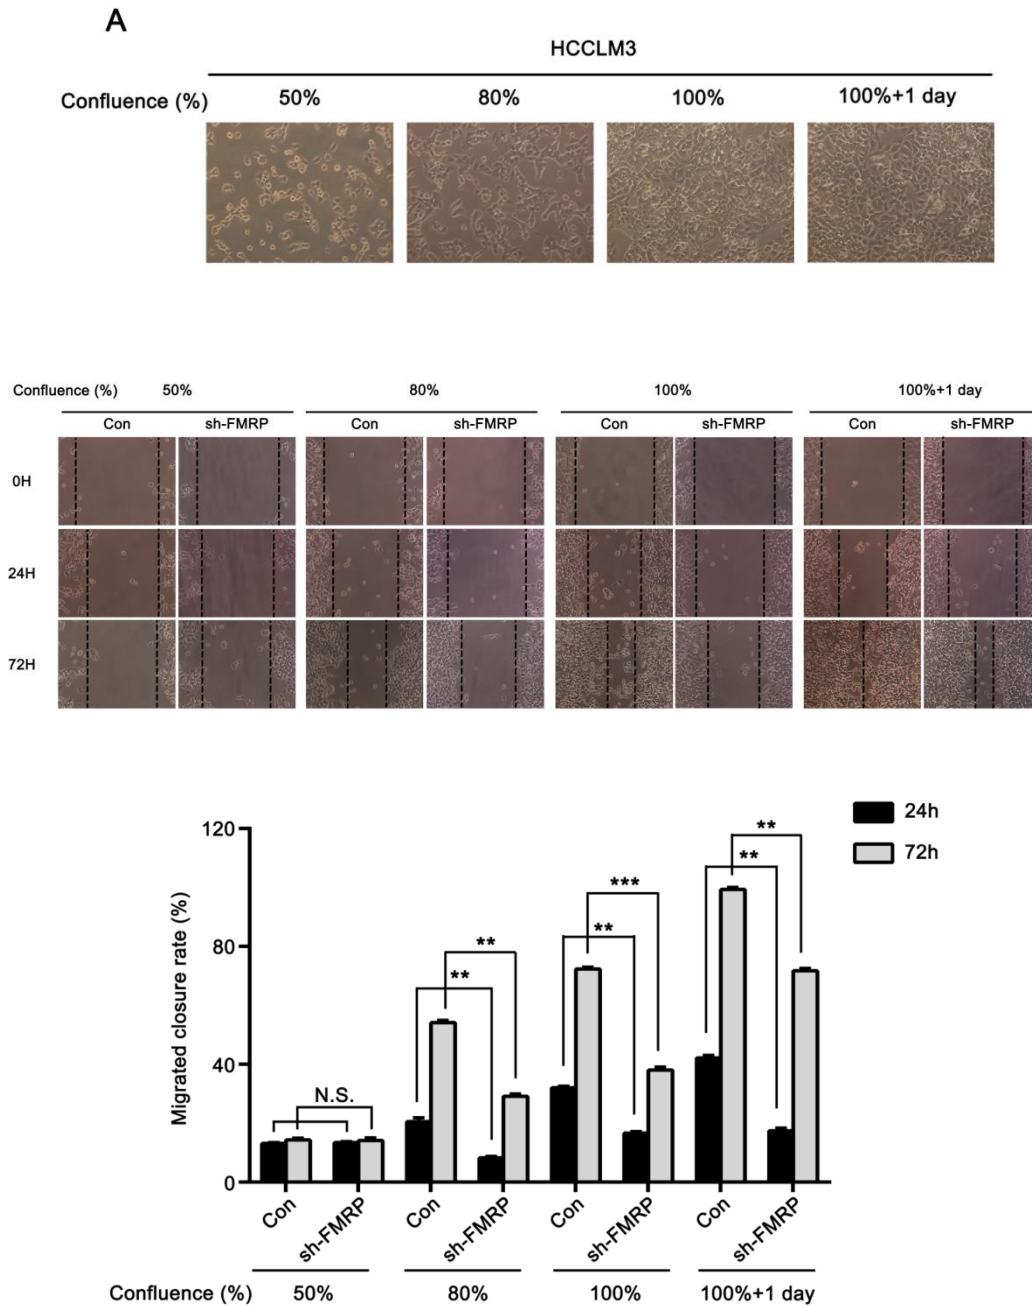 A
HCCLM3
Confluence (%) 50% 80% 100% 100%+1 day
Confluence (%) 50% 80% 100% 100%+1 day
Con sh-FMRP Con sh-FMRP Con sh-FMRP Con sh-FMRP
0H
24H
72H
24h
72h
Migrated closure rate (%)
120
80
40
0
N.S.
** **
** ***
** **
Con sh-FMRP Con sh-FMRP Con sh-FMRP Con sh-FMRP
Confluence (%) 50% 80% 100% 100%+1 day